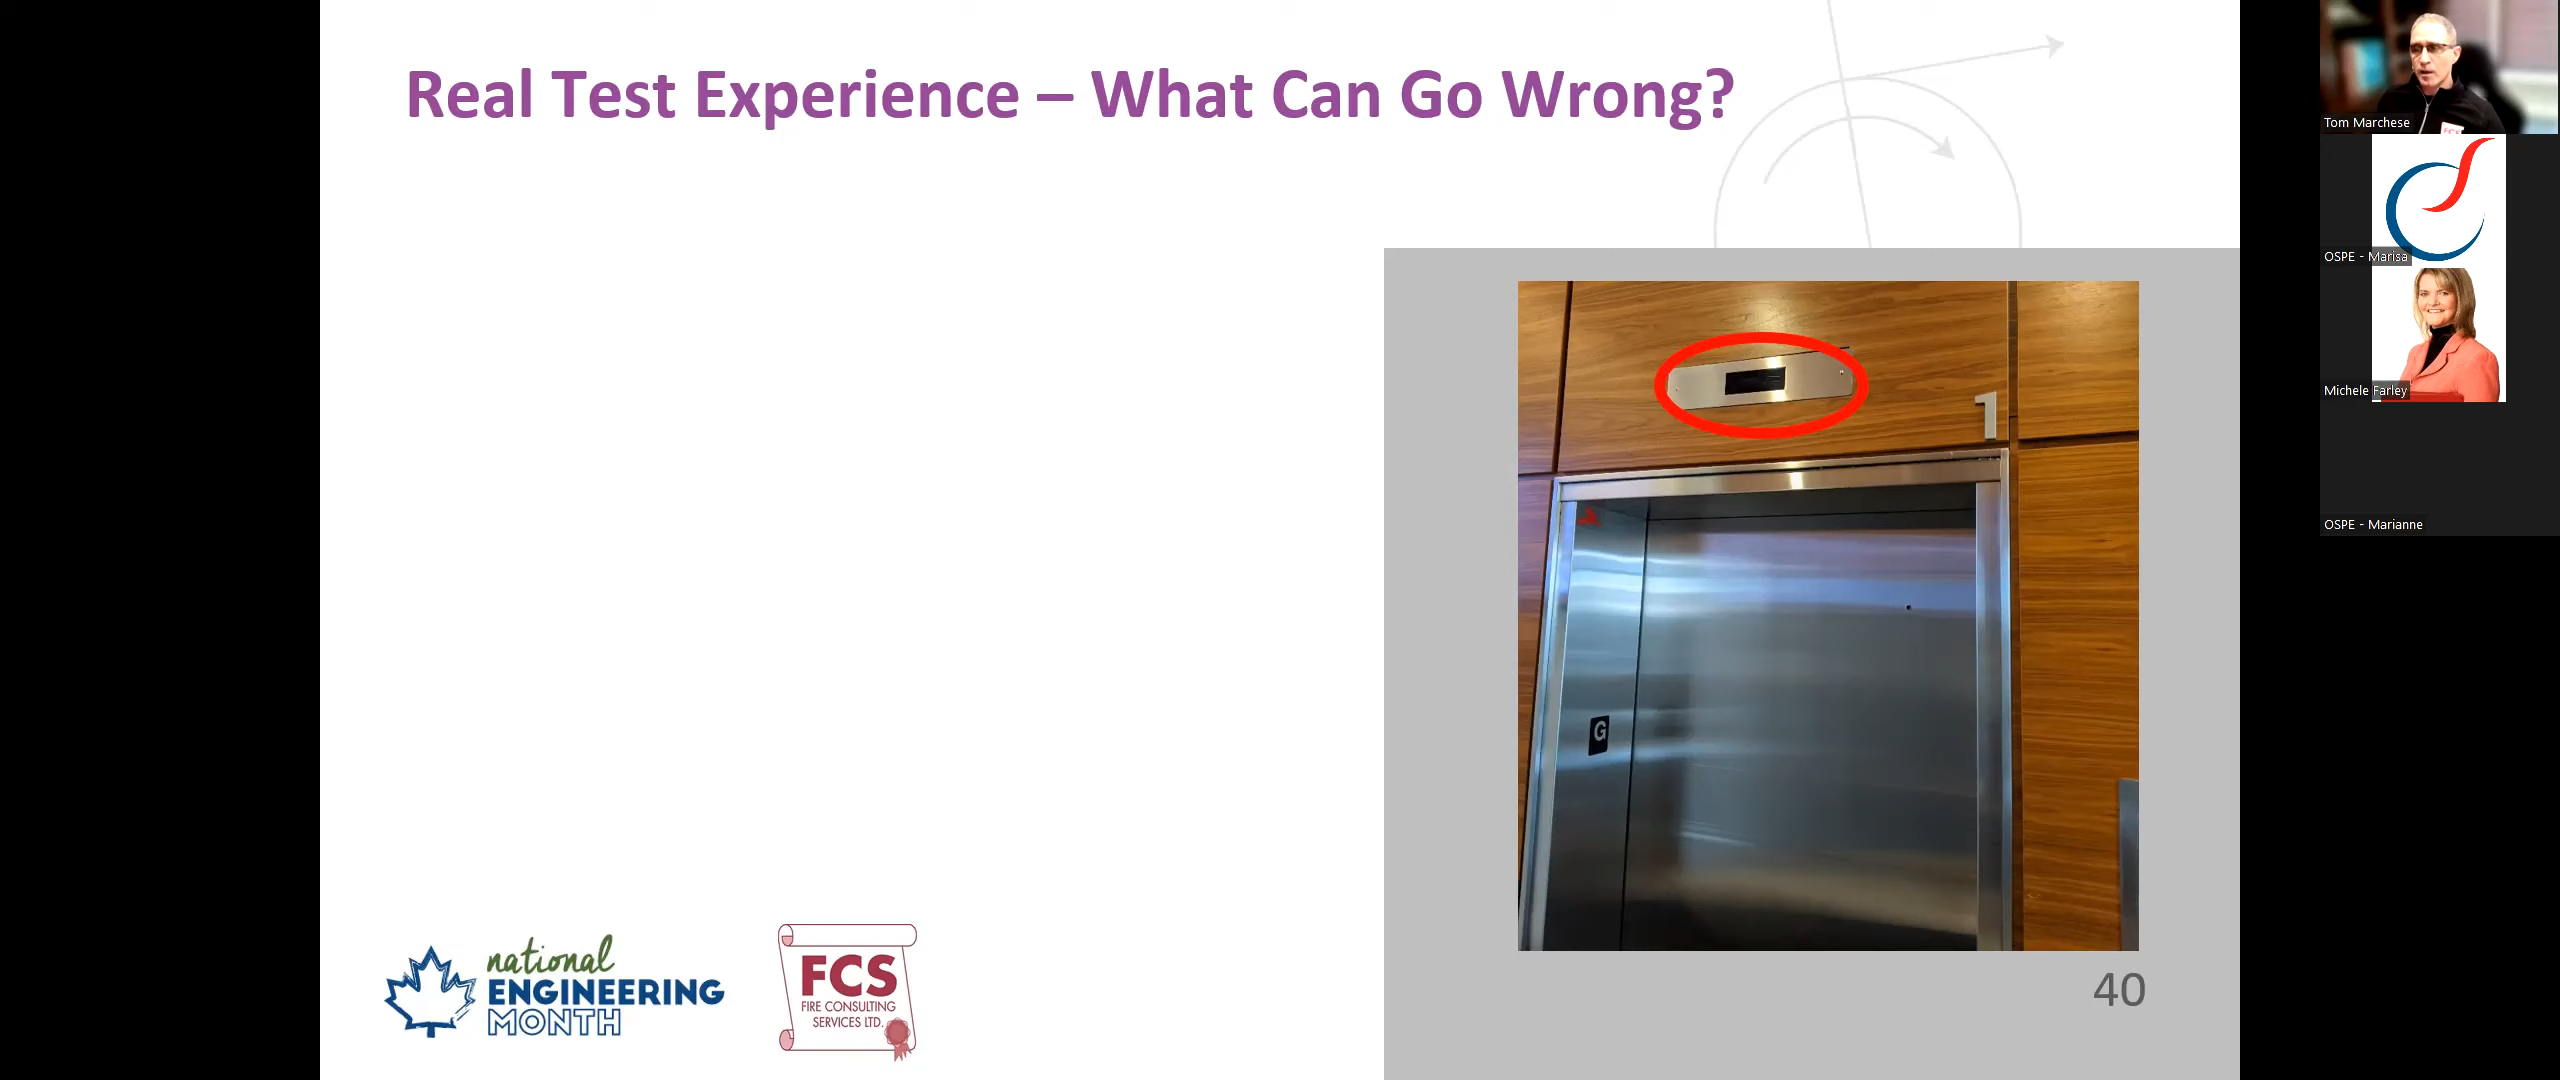 Real Test Experience – What Can Go Wrong?
1
G
national
ENGINEERING
MONTH
FCS
FIRE CONSULTING
SERVICES LTD.
40
Tom Marchese
FCS
OSPE - Marisa
Michele Farley
OSPE - Marianne